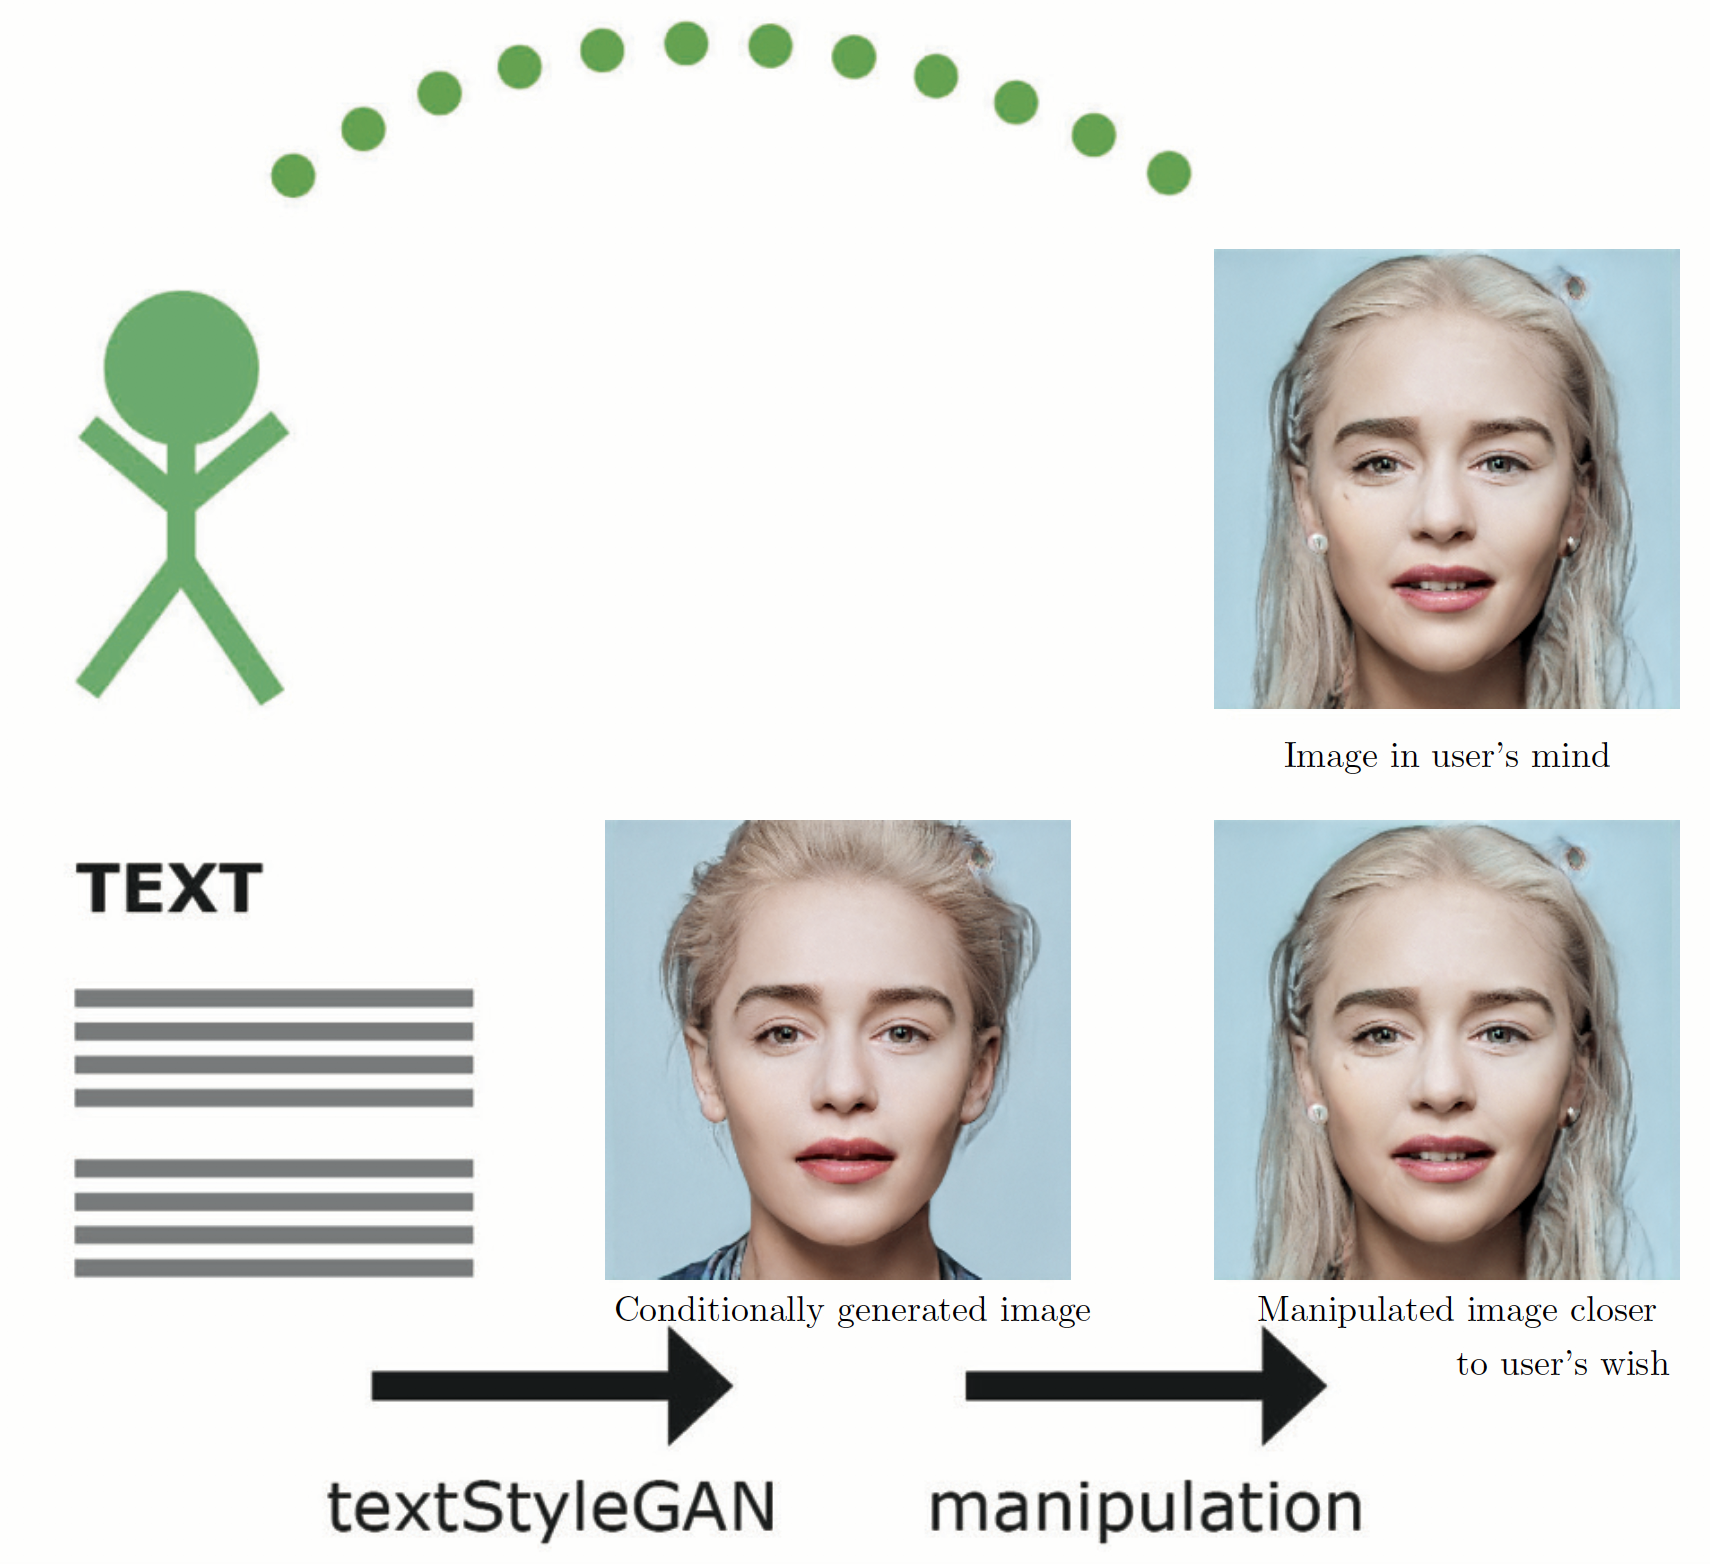 Image in user's mind
TEXT
Conditionally generated image
Manipulated image closer
to user's wish
textStyleGAN
manipulation